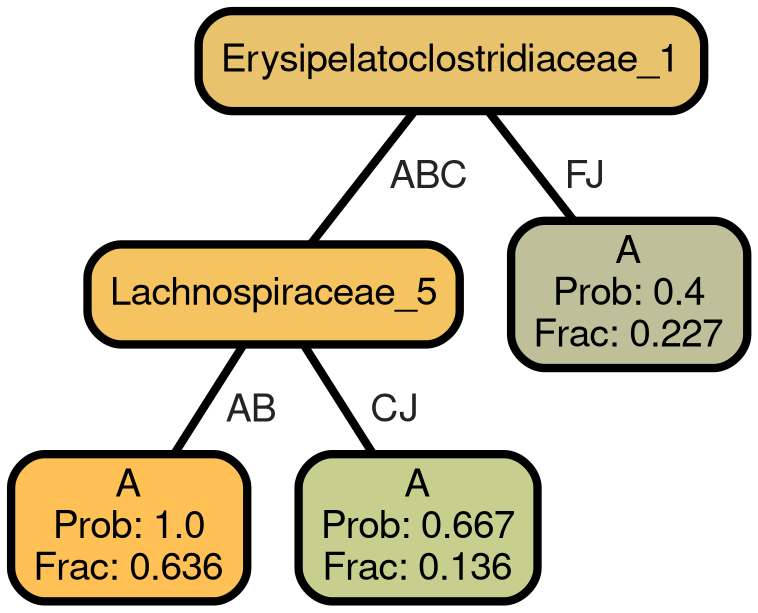 Erysipelatoclostridiaceae_1
ABC
FJ
Lachnospiraceae_5
A
Prob: 0.4
Frac: 0.227
AB
CJ
A
Prob: 1.0
Frac: 0.636
A
Prob: 0.667
Frac: 0.136